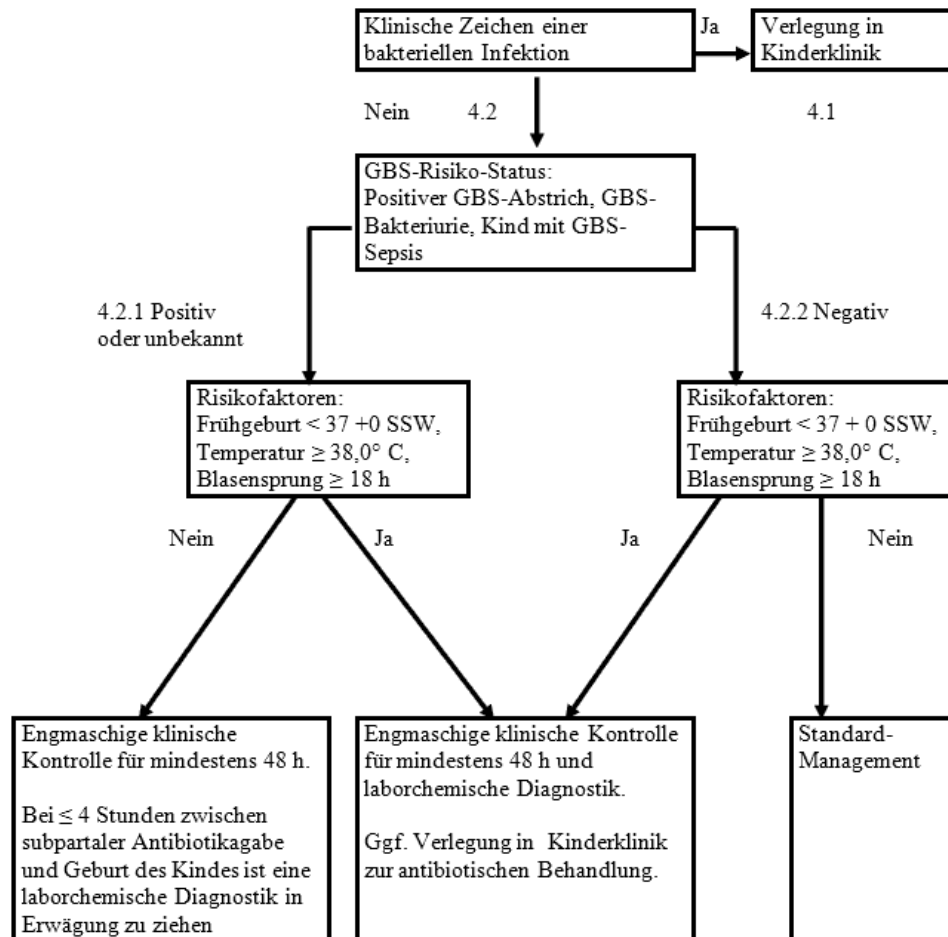 Klinische Zeichen einer
bakteriellen Infektion
Ja
Verlegung in
Kinderklinik
Nein
4.2
4.1
GBS-Risiko-Status:
Positiver GBS-Abstrich, GBS-
Bakteriurie, Kind mit GBS-
Sepsis
4.2.1 Positiv
oder unbekannt
4.2.2 Negativ
Risikofaktoren:
Frühgeburt < 37 +0 SSW,
Temperatur ≥ 38,0° C,
Blasensprung ≥ 18 h
Risikofaktoren:
Frühgeburt < 37 + 0 SSW,
Temperatur ≥ 38,0° C,
Blasensprung ≥ 18 h
Nein
Ja
Ja
Nein
Engmaschige klinische
Kontrolle für mindestens 48 h.
Bei ≤ 4 Stunden zwischen
subpartaler Antibiotikagabe
und Geburt des Kindes ist eine
laborchemische Diagnostik in
Erwägung zu ziehen
Engmaschige klinische Kontrolle
für mindestens 48 h und
laborchemische Diagnostik.
Ggf. Verlegung in Kinderklinik
zur antibiotischen Behandlung.
Standard-
Management